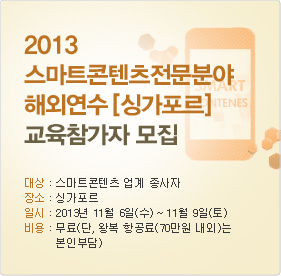 2013
스마트콘텐츠전문분야
해외연수 [싱가포르]
교육참가자 모집
SMART
CONTENES
대상 : 스마트콘텐츠 업계 종사자
장소 : 싱가포르
일시 : 2013년 11월 6일(수) ~ 11월 9일(토)
비용 : 무료(단, 왕복 항공료(70만원 내외)는
본인부담)